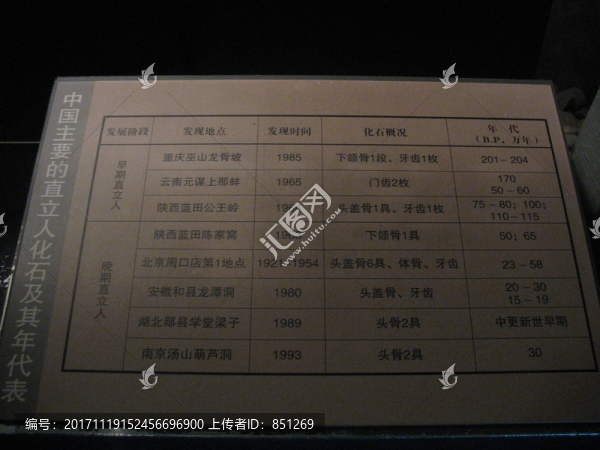 中国主要的直立人化石及其年代表
发展阶段 发现地点 发现时间 化石概况 年代(B.P,万年)
早期直立人
重庆巫山龙骨坡 1985 下颌骨1段、牙齿1枚 201-204
云南元谋上那蚌 1965 门齿2枚 170
50-60
陕西蓝田公王岭 头盖骨1具、牙齿1枚 75-80; 100;
110-115
晚期直立人
陕西蓝田陈家窝 下颌骨1具 50; 65
北京周口店第1地点 1954 头盖骨6具、体骨、牙齿 23-58
安徽和县龙潭洞 1980 头盖骨、牙齿 20-30
15-19
湖北郧县学堂梁子 1989 头骨2具 中更新世早期
南京汤山葫芦洞 1993 头骨2具 30
汇图网
www.huitu.com
编号:20171119152456696900 上传者ID:851269